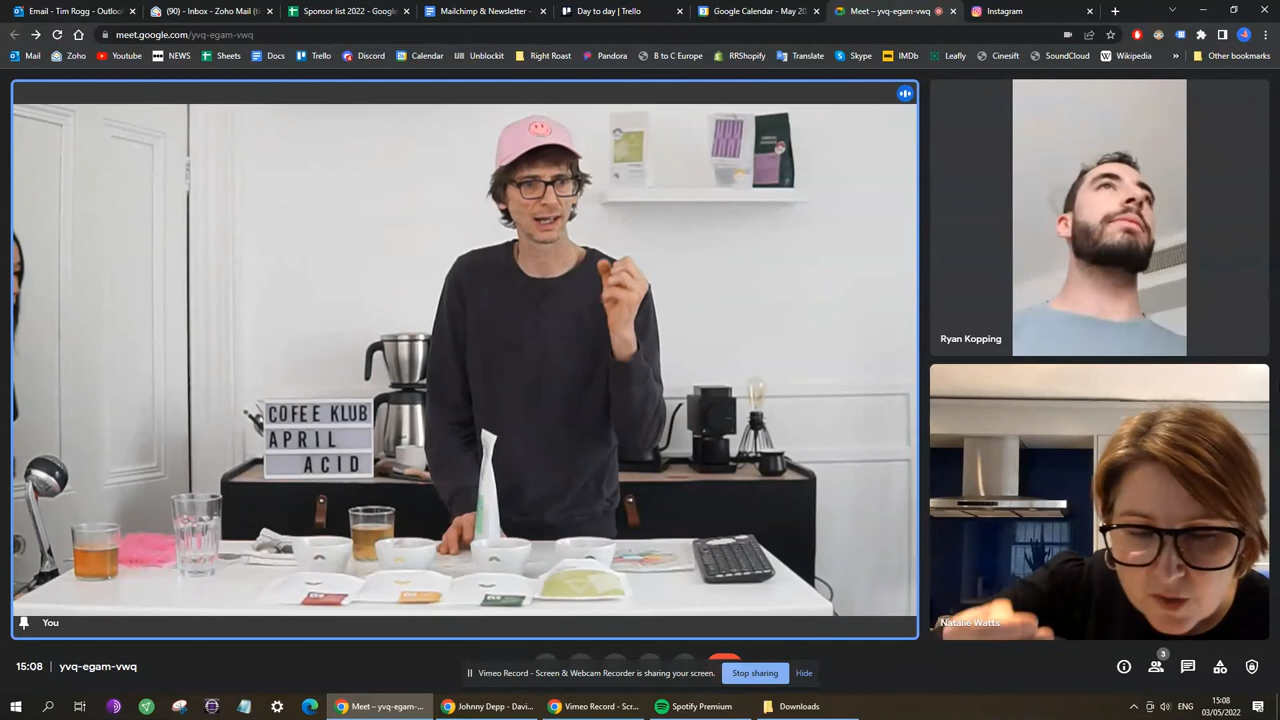 Email - Tim Rogg - Outlo
(90) - Inbox - Zoho Mail (t
Sponsor list 2022 - Google
Mailchimp & Newsletter -
Day to day | Trello
Google Calendar - May 20
Meet – yvq-egam-vwq
Instagram
meet.google.com/yvq-egam-vwq
Mail
Zoho
Youtube
NEWS
Sheets
Docs
Trello
Discord
Calendar
Unblockit
Right Roast
Pandora
B to C Europe
RRShopify
Translate
Skype
IMDb
Leafly
Cinesift
SoundCloud
Wikipedia
»
Other bookmarks
COFEE KLUB
APRIL
ACID
You
Ryan Kopping
Natalie Watts
15:08 | yvq-egam-vwq
3
Vimeo Record - Screen & Webcam Recorder is sharing your screen.
Stop sharing
Hide
Meet – yvq-egam-...
Johnny Depp - Davi...
Vimeo Record - Scr...
Spotify Premium
Downloads
ENG
15:08
03/05/2022